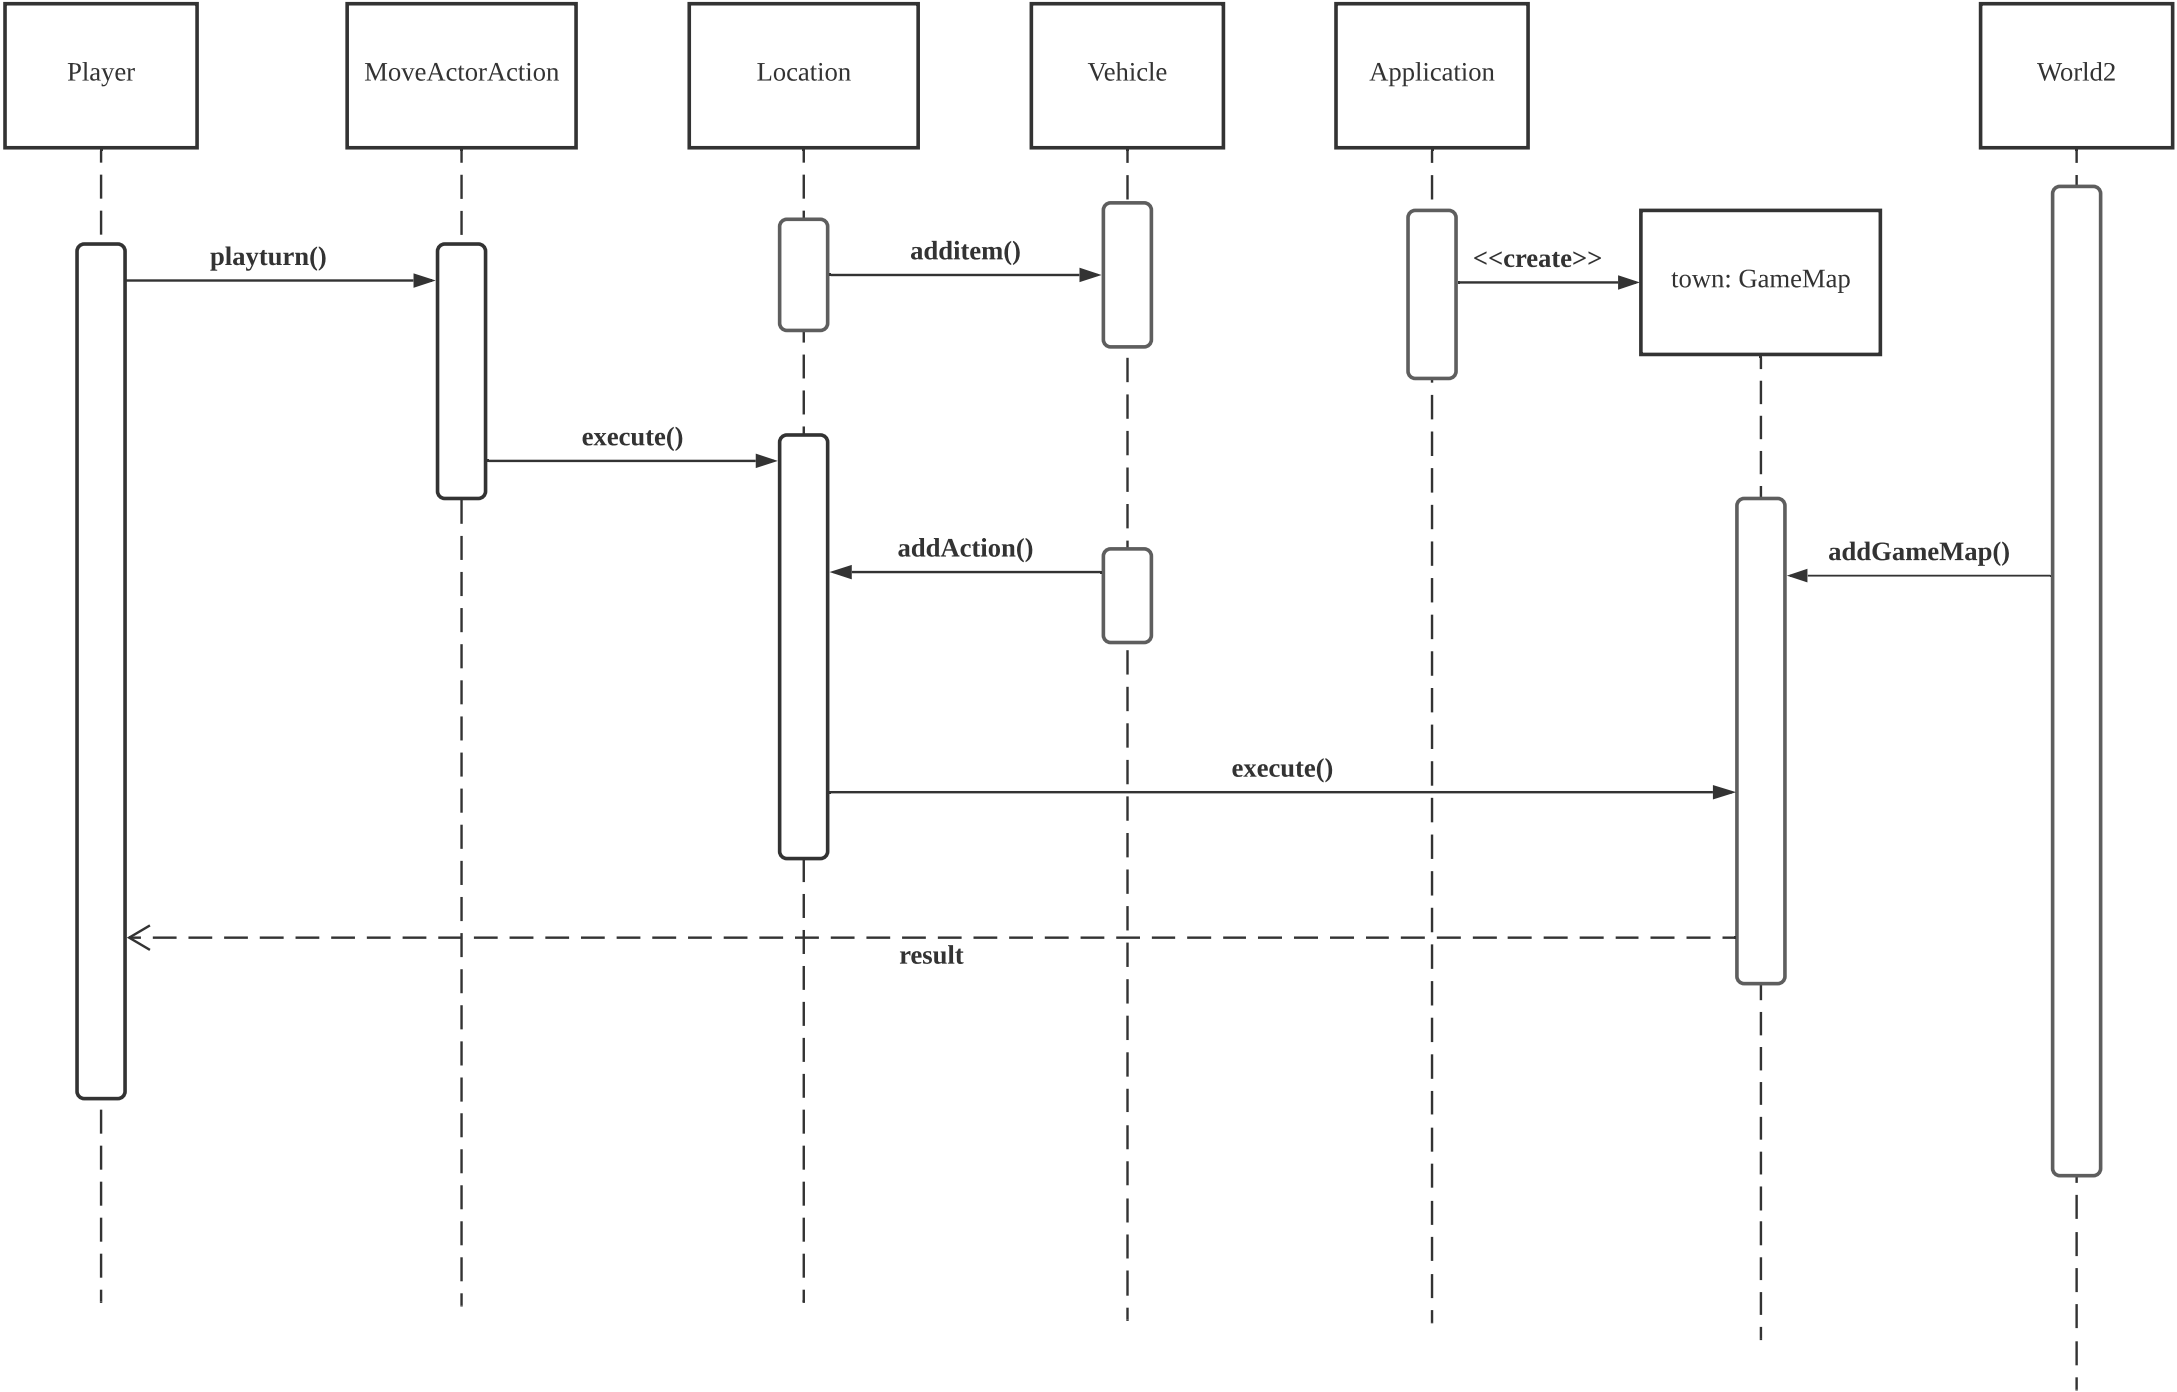 Player
MoveActorAction
Location
Vehicle
Application
World2
playturn()
additem()
<<create>>
town: GameMap
execute()
addAction()
addGameMap()
execute()
result